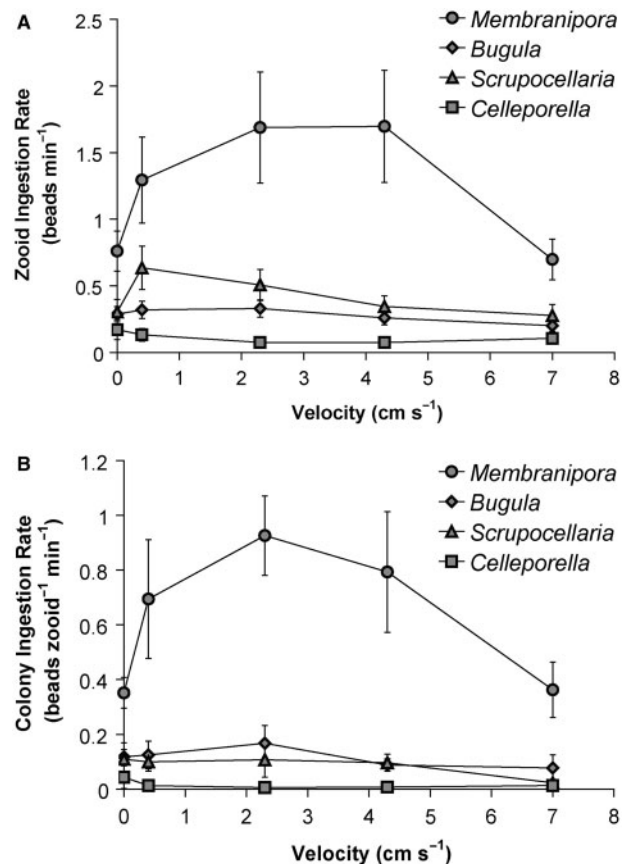 A
Membranipora
Bugula
Scrupocellaria
Celleporella
Zooid Ingestion Rate
(beads min⁻¹)
2.5
2
1.5
1
0.5
0
0 1 2 3 4 5 6 7 8
Velocity (cm s⁻¹)
B
Membranipora
Bugula
Scrupocellaria
Celleporella
Colony Ingestion Rate
(beads zooid⁻¹ min⁻¹)
1.2
1
0.8
0.6
0.4
0.2
0
0 1 2 3 4 5 6 7 8
Velocity (cm s⁻¹)